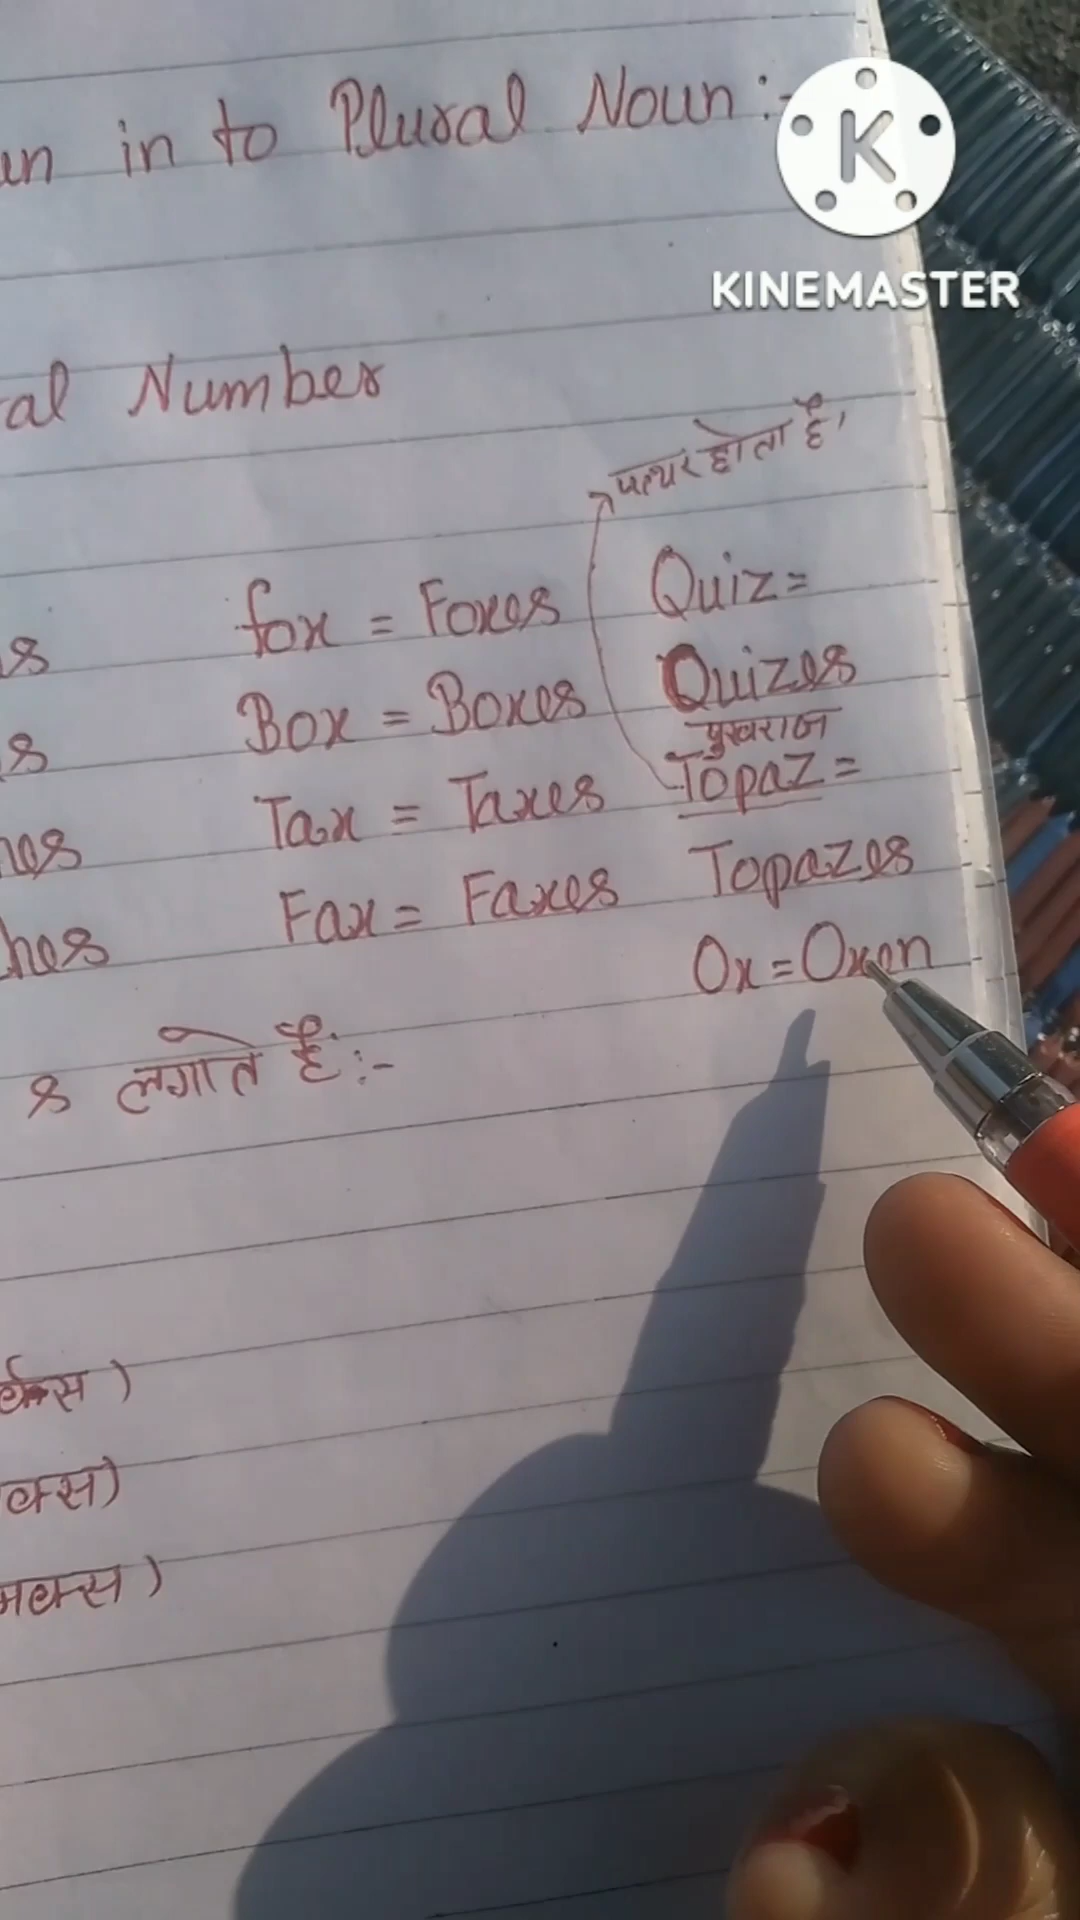 in to Plural Noun :-
K
KINEMASTER
al Number
पत्थर होता है,
fox = Foxes Quiz =
Box = Boxes Quizes
पुखराज
Tax = Taxes Topaz =
Fax = Faxes Topazes
hes Ox = Oxen
s लगाते हैं :-